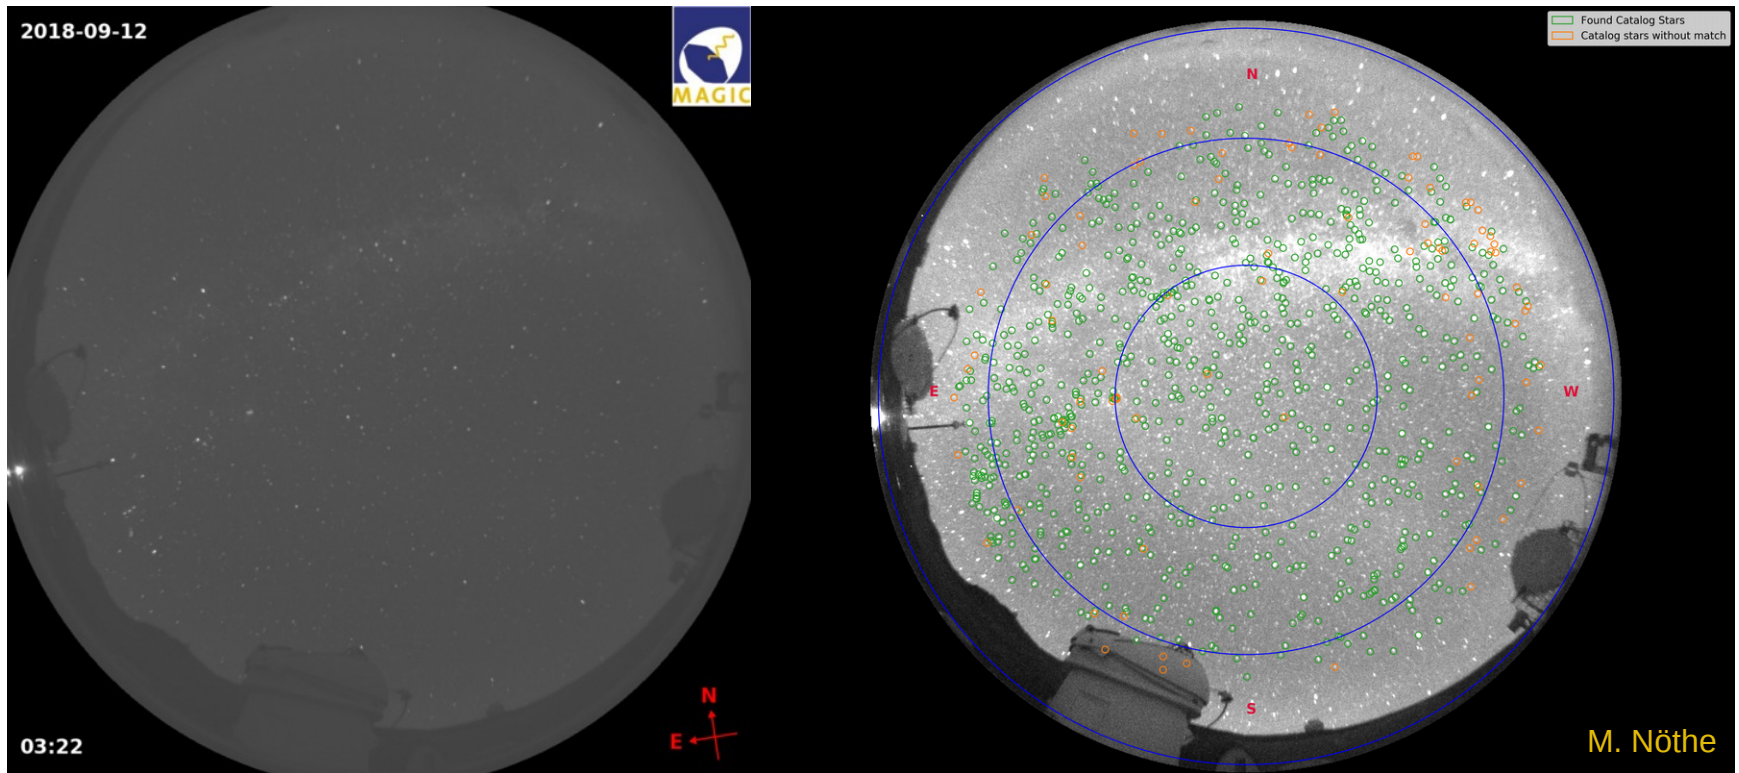 2018-09-12
MAGIC
N
E
03:22
Found Catalog Stars
Catalog stars without match
N
E
W
S
M. Nöthe